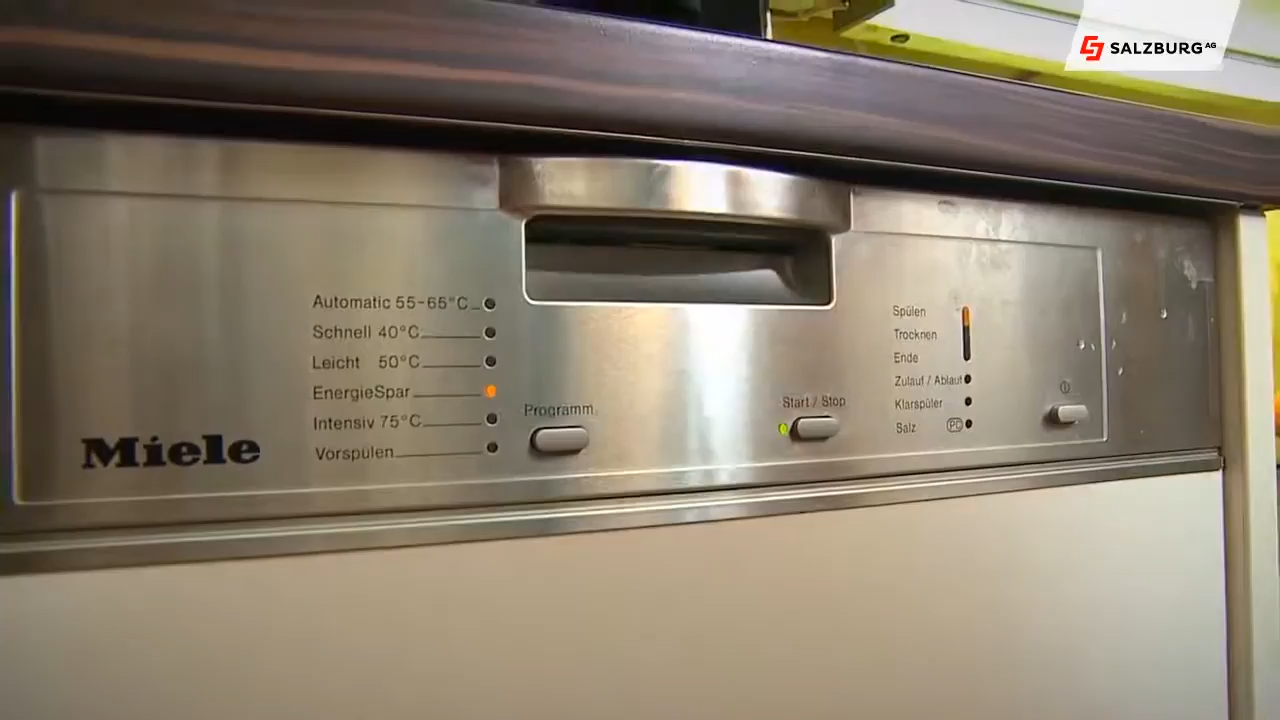 SALZBURG AG
Automatic 55-65°C
Schnell 40°C
Leicht 50°C
EnergieSpar
Intensiv 75°C
Vorspülen
Miele
Programm
Start / Stop
Spülen
Trocknen
Ende
Zulauf / Ablauf
Klarspüler
Salz PC